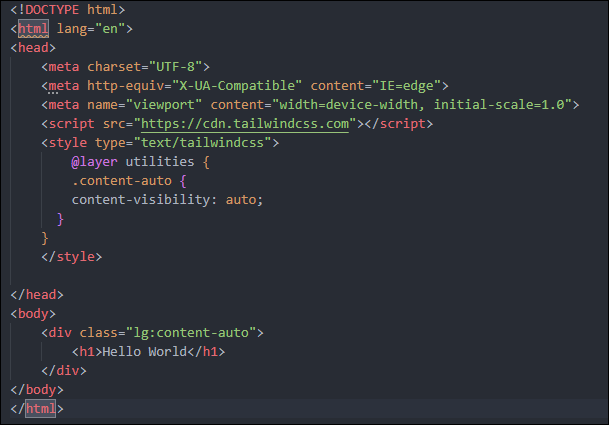 <!DOCTYPE html>
<html lang="en">
<head>
    <meta charset="UTF-8">
    <meta http-equiv="X-UA-Compatible" content="IE=edge">
    <meta name="viewport" content="width=device-width, initial-scale=1.0">
    <script src="https://cdn.tailwindcss.com"></script>
    <style type="text/tailwindcss">
        @layer utilities {
        .content-auto {
        content-visibility: auto;
      }
    }
    </style>

</head>
<body>
    <div class="lg:content-auto">
        <h1>Hello World</h1>
    </div>
</body>
</html>